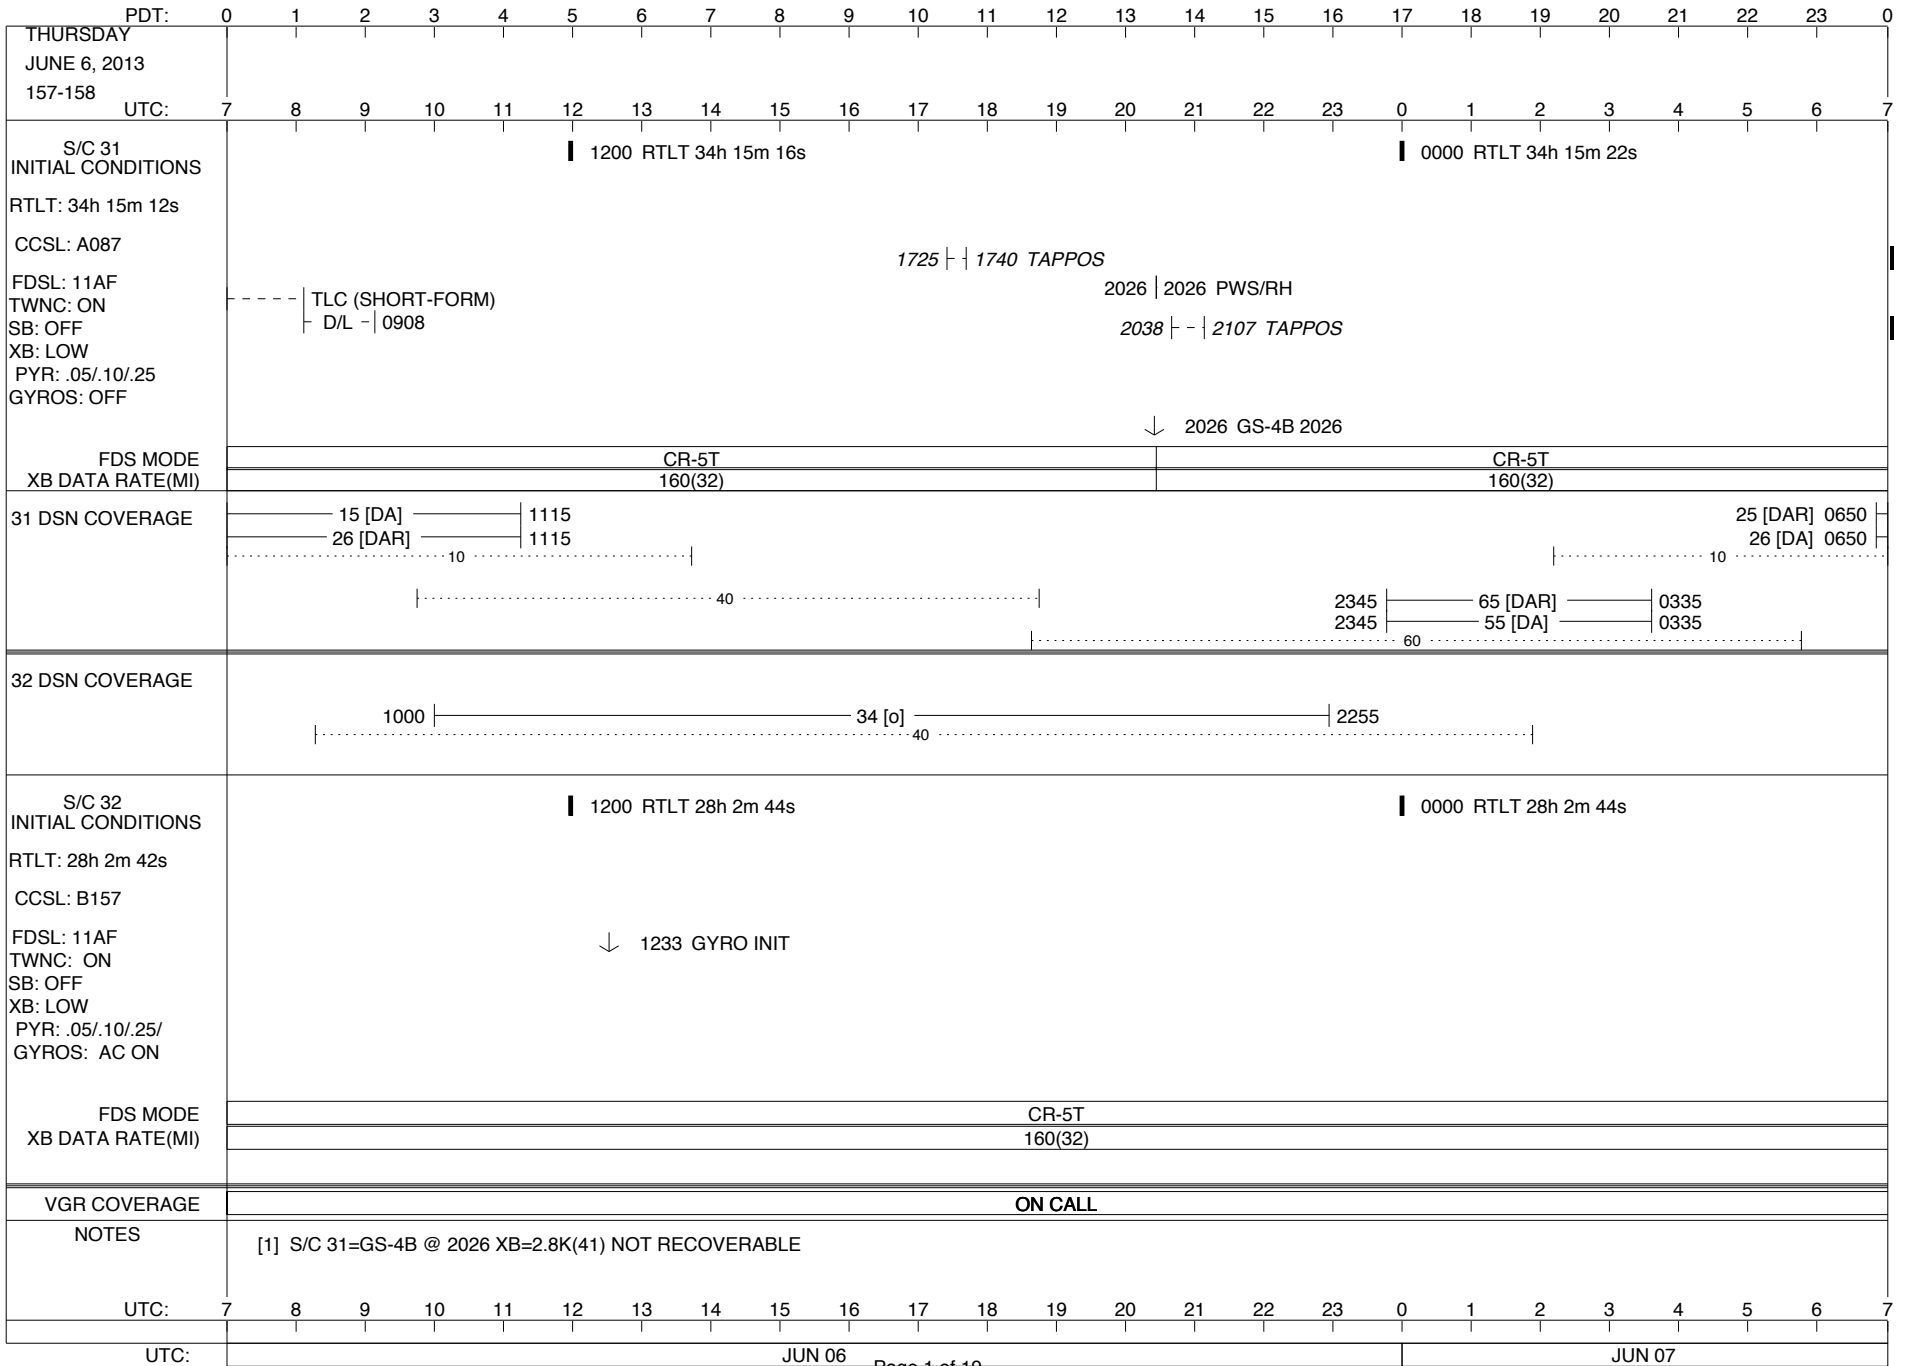 PDT: 0 1 2 3 4 5 6 7 8 9 10 11 12 13 14 15 16 17 18 19 20 21 22 23 0
THURSDAY
JUNE 6, 2013
157-158
UTC: 7 8 9 10 11 12 13 14 15 16 17 18 19 20 21 22 23 0 1 2 3 4 5 6 7
S/C 31
INITIAL CONDITIONS
1200 RTLT 34h 15m 16s
0000 RTLT 34h 15m 22s
RTLT: 34h 15m 12s
CCSL: A087
1725 1740 TAPPOS
FDSL: 11AF
2026 2026 PWS/RH
TWNC: ON
TLC (SHORT-FORM)
SB: OFF
D/L 0908
2038 2107 TAPPOS
XB: LOW
PYR: .05/.10/.25
GYROS: OFF
2026 GS-4B 2026
FDS MODE CR-5T CR-5T
XB DATA RATE(MI) 160(32) 160(32)
31 DSN COVERAGE
15 [DA] 1115
25 [DAR] 0650
26 [DAR] 1115
26 [DA] 0650
10 10
40
2345 65 [DAR] 0335
2345 55 [DA] 0335
60
32 DSN COVERAGE
1000 34 [o] 2255
40
S/C 32
INITIAL CONDITIONS
1200 RTLT 28h 2m 44s
0000 RTLT 28h 2m 44s
RTLT: 28h 2m 42s
CCSL: B157
FDSL: 11AF
1233 GYRO INIT
TWNC: ON
SB: OFF
XB: LOW
PYR: .05/.10/.25/
GYROS: AC ON
FDS MODE CR-5T
XB DATA RATE(MI) 160(32)
VGR COVERAGE ON CALL
NOTES
[1] S/C 31=GS-4B @ 2026 XB=2.8K(41) NOT RECOVERABLE
UTC: 7 8 9 10 11 12 13 14 15 16 17 18 19 20 21 22 23 0 1 2 3 4 5 6 7
UTC: JUN 06 JUN 07
Page 1 of 19